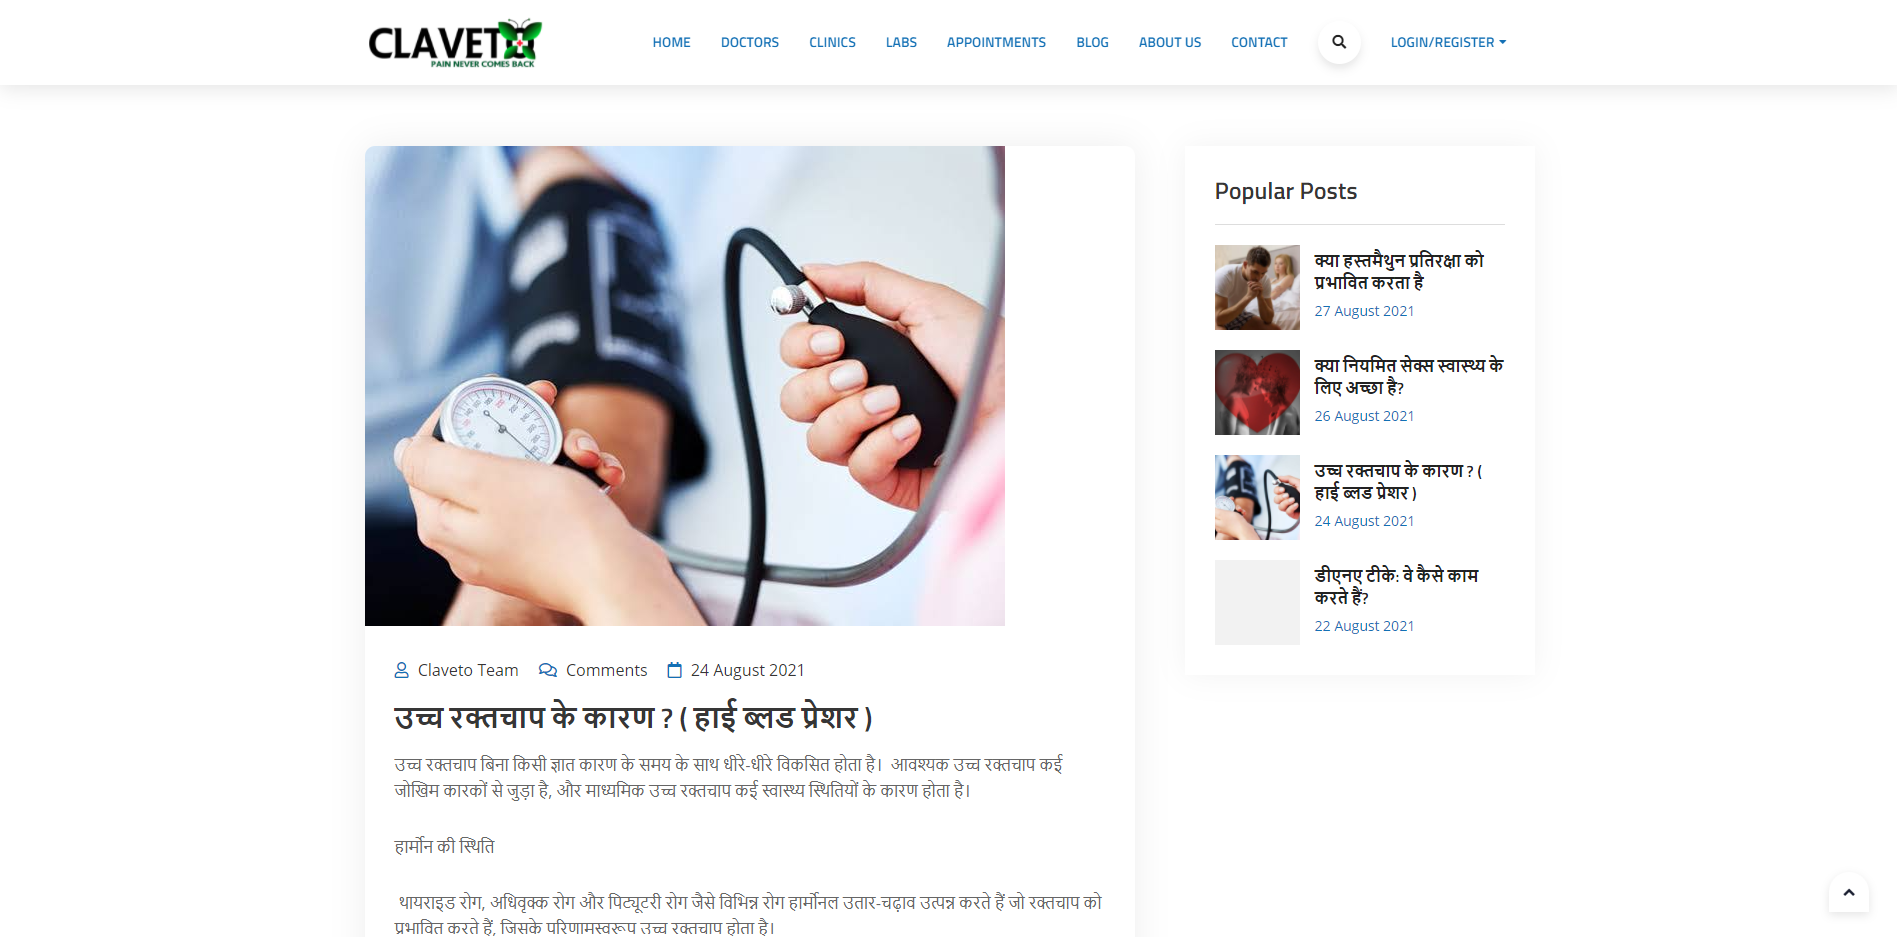 CLAVETO
PAIN NEVER COMES BACK
HOME
DOCTORS
CLINICS
LABS
APPOINTMENTS
BLOG
ABOUT US
CONTACT
LOGIN/REGISTER
Claveto Team
Comments
24 August 2021
उच्च रक्तचाप के कारण ? ( हाई ब्लड प्रेशर )
उच्च रक्तचाप बिना किसी ज्ञात कारण के समय के साथ धीरे-धीरे विकसित होता है।  आवश्यक उच्च रक्तचाप कई
जोखिम कारकों से जुड़ा है, और माध्यमिक उच्च रक्तचाप कई स्वास्थ्य स्थितियों के कारण होता है।
हार्मोन की स्थिति
थायराइड रोग, अधिवृक्क रोग और पिट्यूटरी रोग जैसे विभिन्न रोग हार्मोनल उतार-चढ़ाव उत्पन्न करते हैं जो रक्तचाप को
प्रभावित करते हैं, जिसके परिणामस्वरूप उच्च रक्तचाप होता है।
Popular Posts
क्या हस्तमैथुन प्रतिरक्षा को
प्रभावित करता है
27 August 2021
क्या नियमित सेक्स स्वास्थ्य के
लिए अच्छा है?
26 August 2021
उच्च रक्तचाप के कारण ? (
हाई ब्लड प्रेशर )
24 August 2021
डीएनए टीके: वे कैसे काम
करते हैं?
22 August 2021